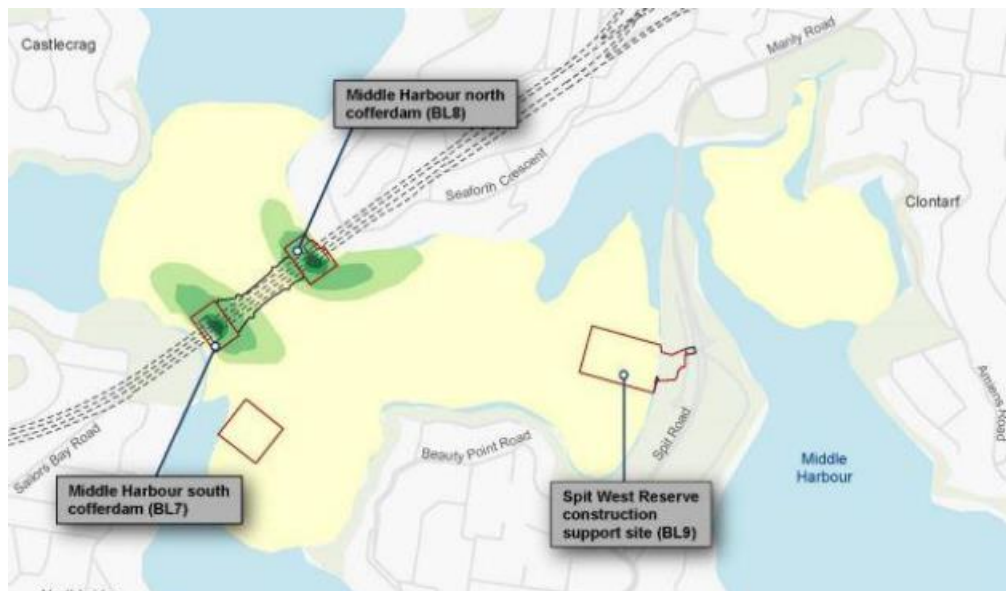 Castlecrag
Manly Road
Middle Harbour north
cofferdam (BL8)
Seaforth Crescent
Clontarf
Sailors Bay Road
Beauty Point Road
Spit Road
Amiens Road
Middle
Harbour
Middle Harbour south
cofferdam (BL7)
Spit West Reserve
construction
support site (BL9)